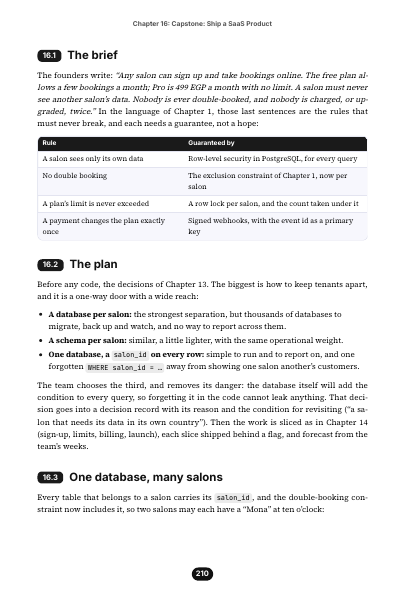 Chapter 16: Capstone: Ship a SaaS Product
16.1 The brief
The founders write: “Any salon can sign up and take bookings online. The free plan al-
lows a few bookings a month; Pro is 499 EGP a month with no limit. A salon must never
see another salon’s data. Nobody is ever double-booked, and nobody is charged, or up-
graded, twice.” In the language of Chapter 1, those last sentences are the rules that
must never break, and each needs a guarantee, not a hope:
Rule Guaranteed by
A salon sees only its own data Row-level security in PostgreSQL, for every query
No double booking The exclusion constraint of Chapter 1, now per
salon
A plan’s limit is never exceeded A row lock per salon, and the count taken under it
A payment changes the plan exactly Signed webhooks, with the event id as a primary
once key
16.2 The plan
Before any code, the decisions of Chapter 13. The biggest is how to keep tenants apart,
and it is a one-way door with a wide reach:
• A database per salon: the strongest separation, but thousands of databases to
migrate, back up and watch, and no way to report across them.
• A schema per salon: similar, a little lighter, with the same operational weight.
• One database, a salon_id on every row: simple to run and to report on, and one
forgotten WHERE salon_id = … away from showing one salon another’s customers.
The team chooses the third, and removes its danger: the database itself will add the
condition to every query, so forgetting it in the code cannot leak anything. That deci-
sion goes into a decision record with its reason and the condition for revisiting (“a sa-
lon that needs its data in its own country”). Then the work is sliced as in Chapter 14
(sign-up, limits, billing, launch), each slice shipped behind a flag, and forecast from the
team’s weeks.
16.3 One database, many salons
Every table that belongs to a salon carries its salon_id, and the double-booking con-
straint now includes it, so two salons may each have a “Mona” at ten o’clock:
210